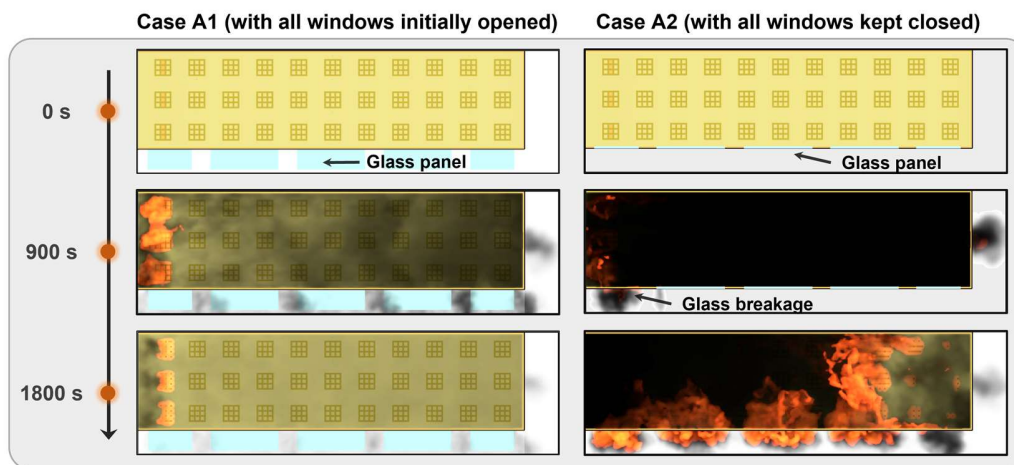 Case A1 (with all windows initially opened)
Case A2 (with all windows kept closed)
0 s
Glass panel
Glass panel
900 s
Glass breakage
1800 s